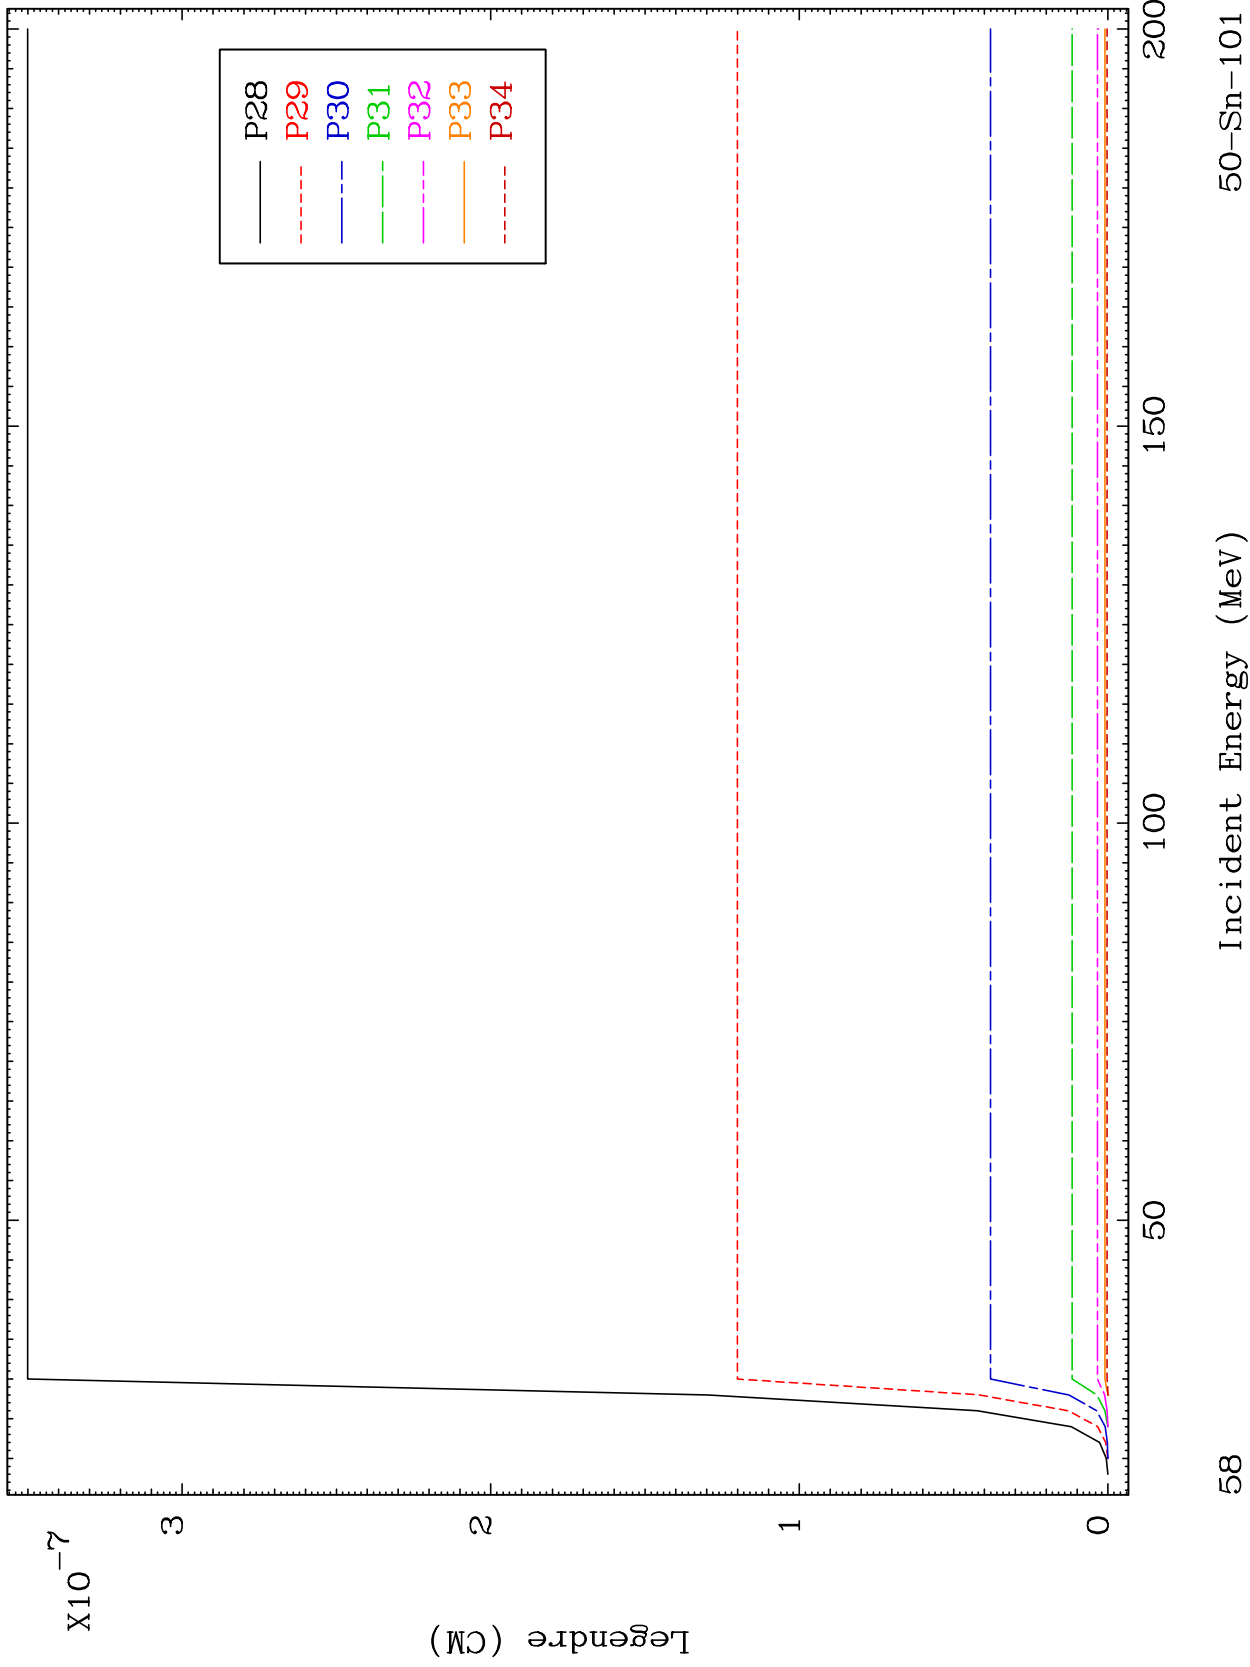 X10-7
3
2
1
0
Legendre (CM)
P28
P29
P30
P31
P32
P33
P34
50
100
150
200
Incident Energy (MeV)
58
50-Sn-101